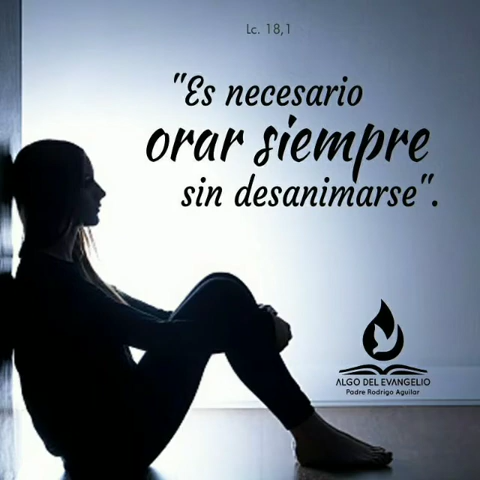 Lc. 18,1
"Es necesario
orar siempre
sin desanimarse".
ALGO DEL EVANGELIO
Padre Rodrigo Aguilar